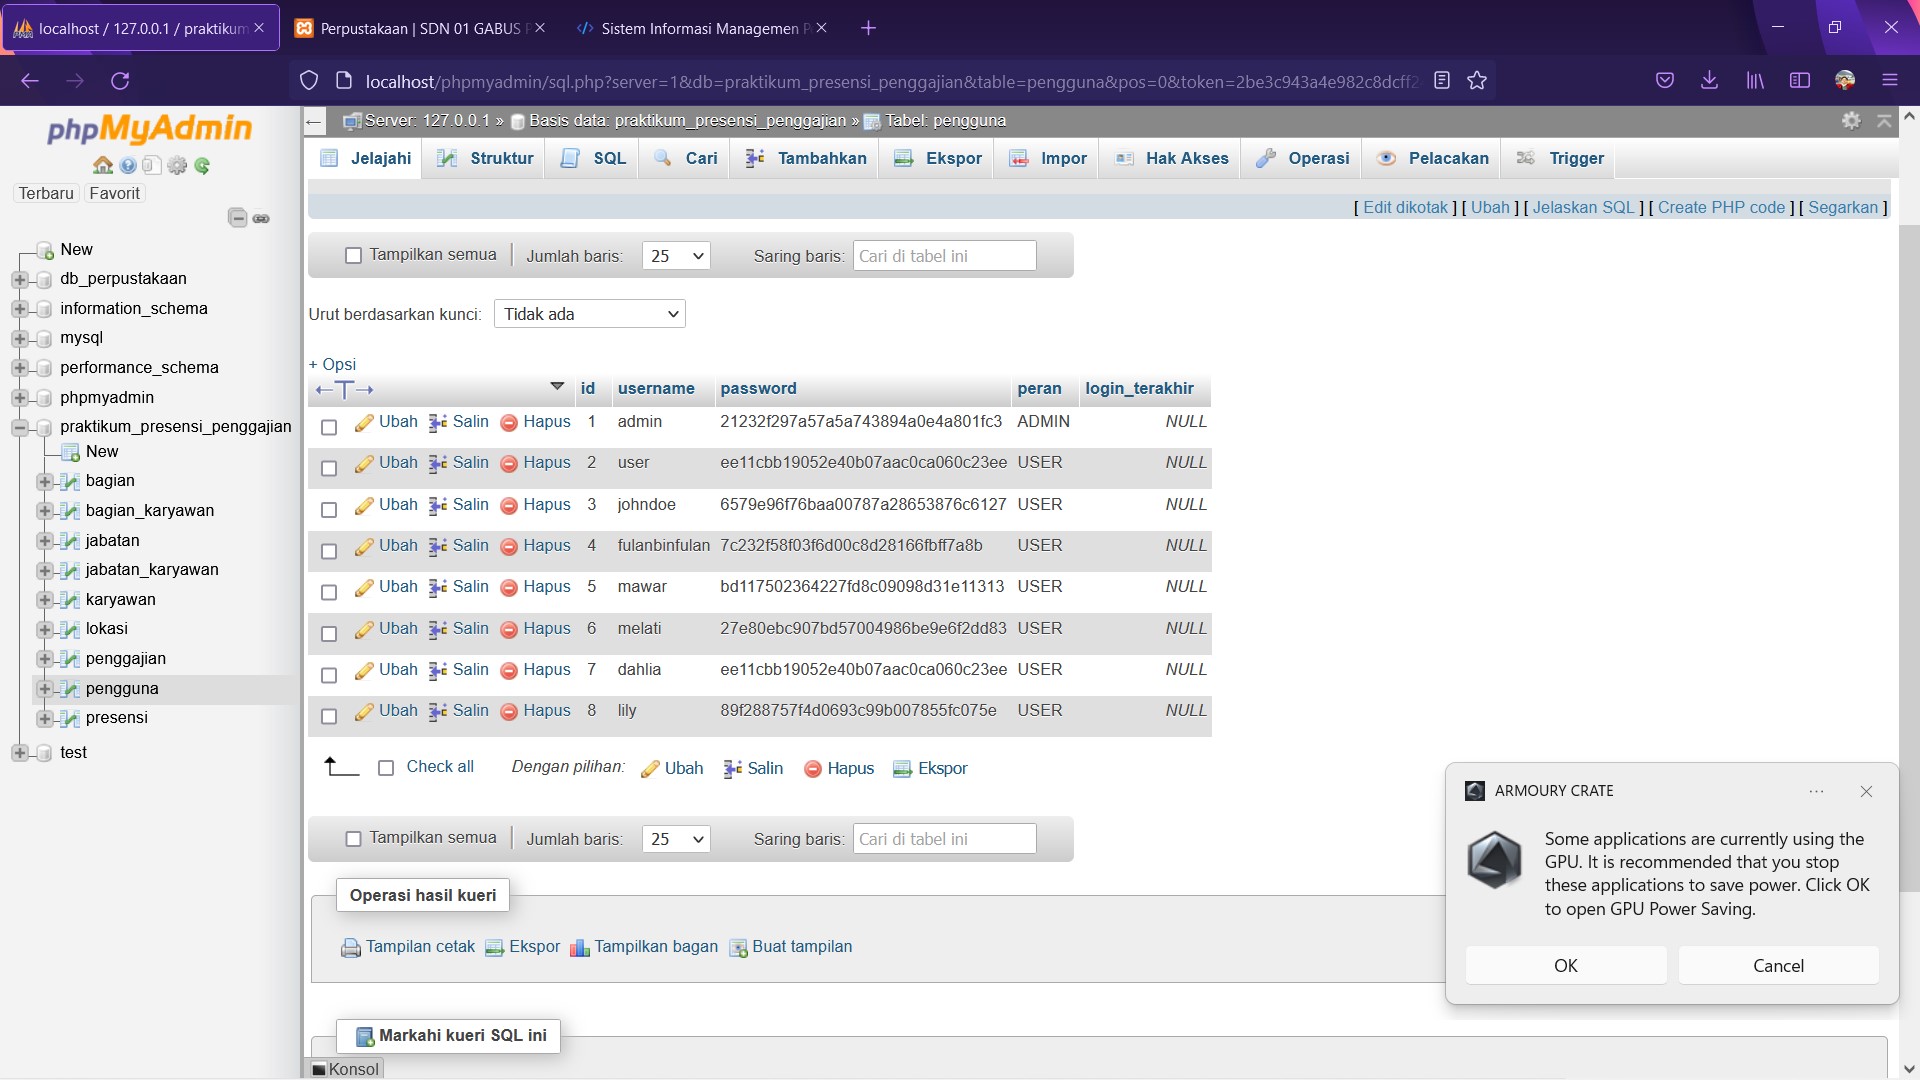 localhost / 127.0.0.1 / praktikum
Perpustakaan | SDN 01 GABUS
Sistem Informasi Managemen
localhost/phpmyadmin/sql.php?server=1&db=praktikum_presensi_penggajian&table=pengguna&pos=0&token=2be3c943a4e982c8dcff2
phpMyAdmin
Terbaru Favorit
New
db_perpustakaan
information_schema
mysql
performance_schema
phpmyadmin
praktikum_presensi_penggajian
New
bagian
bagian_karyawan
jabatan
jabatan_karyawan
karyawan
lokasi
penggajian
pengguna
presensi
test
Server: 127.0.0.1 » Basis data: praktikum_presensi_penggajian » Tabel: pengguna
Jelajahi Struktur SQL Cari Tambahkan Ekspor Impor Hak Akses Operasi Pelacakan Trigger
[ Edit dikotak ] [ Ubah ] [ Jelaskan SQL ] [ Create PHP code ] [ Segarkan ]
Tampilkan semua | Jumlah baris: 25 Saring baris: Cari di tabel ini
Urut berdasarkan kunci: Tidak ada
+ Opsi
←T→ id username password peran login_terakhir
Ubah Salin Hapus 1 admin 21232f297a57a5a743894a0e4a801fc3 ADMIN NULL
Ubah Salin Hapus 2 user ee11cbb19052e40b07aac0ca060c23ee USER NULL
Ubah Salin Hapus 3 johndoe 6579e96f76baa00787a28653876c6127 USER NULL
Ubah Salin Hapus 4 fulanbinfulan 7c232f58f03f6d00c8d28166fbff7a8b USER NULL
Ubah Salin Hapus 5 mawar bd117502364227fd8c09098d31e11313 USER NULL
Ubah Salin Hapus 6 melati 27e80ebc907bd57004986be9e6f2dd83 USER NULL
Ubah Salin Hapus 7 dahlia ee11cbb19052e40b07aac0ca060c23ee USER NULL
Ubah Salin Hapus 8 lily 89f288757f4d0693c99b007855fc075e USER NULL
Check all Dengan pilihan: Ubah Salin Hapus Ekspor
Tampilkan semua | Jumlah baris: 25 Saring baris: Cari di tabel ini
Operasi hasil kueri
Tampilan cetak Ekspor Tampilkan bagan Buat tampilan
Markahi kueri SQL ini
Konsol
ARMOURY CRATE
Some applications are currently using the
GPU. It is recommended that you stop
these applications to save power. Click OK
to open GPU Power Saving.
OK Cancel